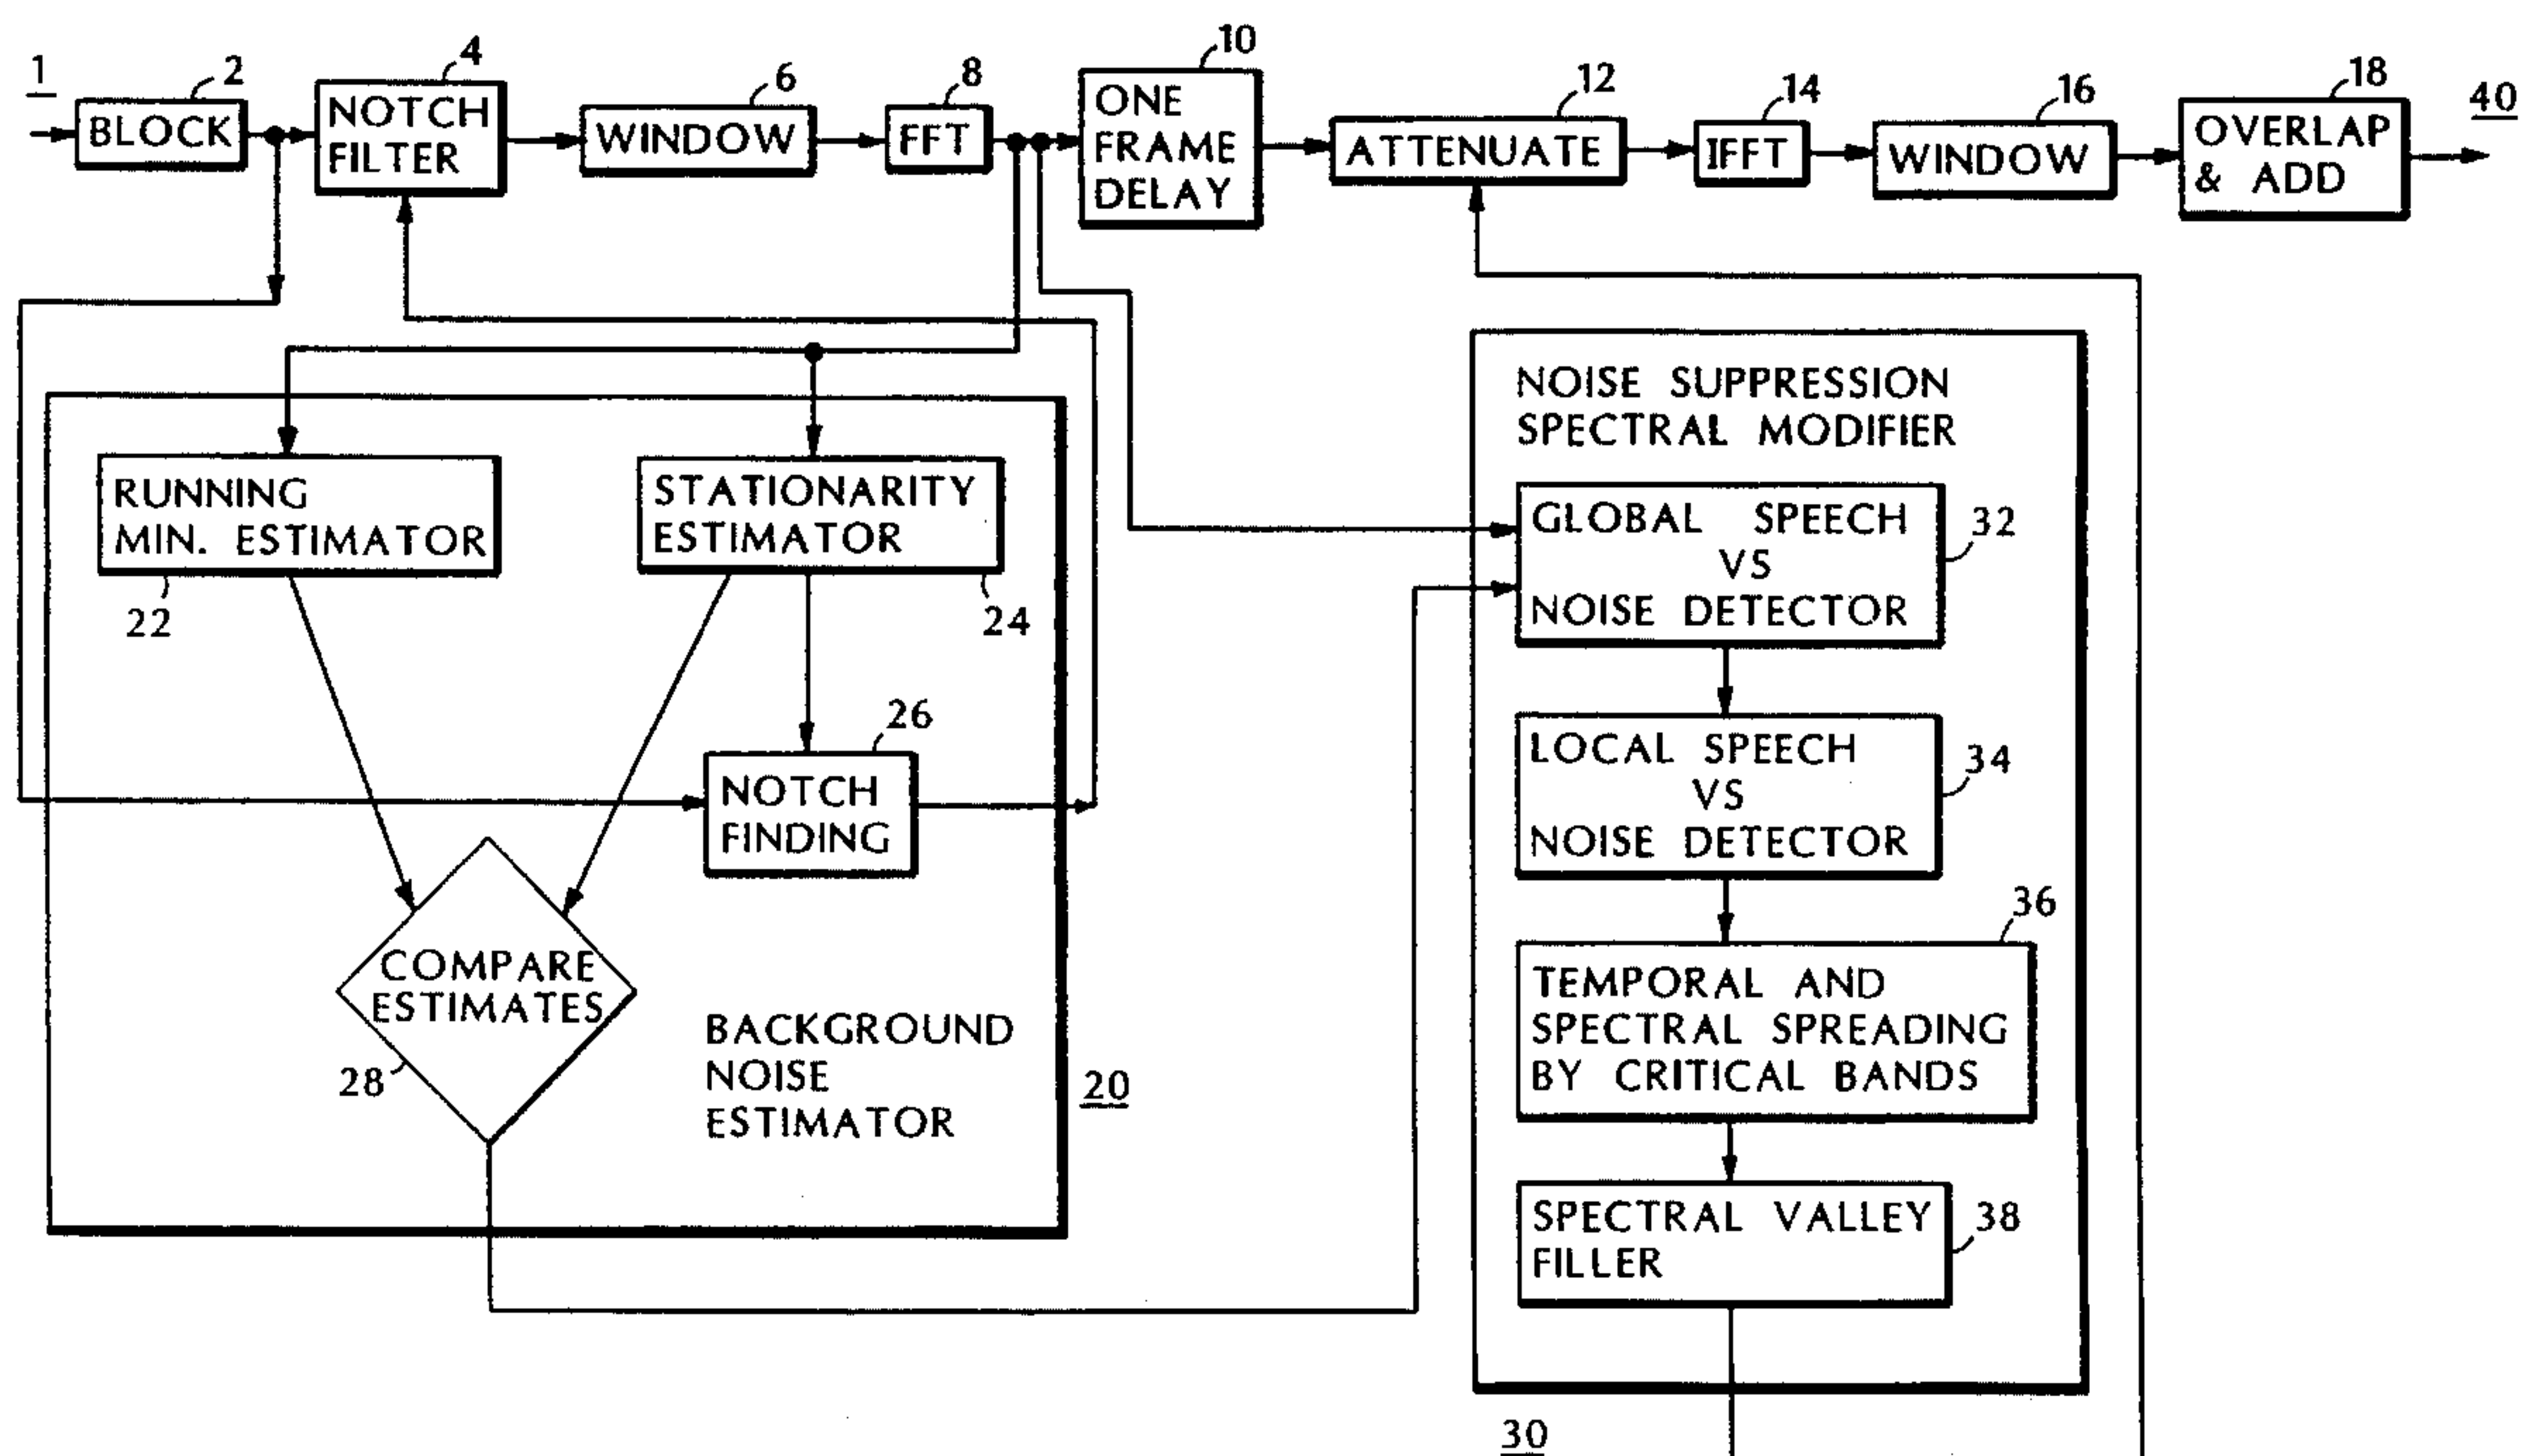 1
2
BLOCK
4
NOTCH
FILTER
6
WINDOW
8
FFT
10
ONE
FRAME
DELAY
12
ATTENUATE
14
IFFT
16
WINDOW
18
OVERLAP
& ADD
40
RUNNING
MIN. ESTIMATOR
22
STATIONARITY
ESTIMATOR
24
26
NOTCH
FINDING
COMPARE
ESTIMATES
28
BACKGROUND
NOISE
ESTIMATOR
20
NOISE SUPPRESSION
SPECTRAL MODIFIER
GLOBAL SPEECH
VS
NOISE DETECTOR
32
LOCAL SPEECH
VS
NOISE DETECTOR
34
36
TEMPORAL AND
SPECTRAL SPREADING
BY CRITICAL BANDS
SPECTRAL VALLEY
FILLER
38
30